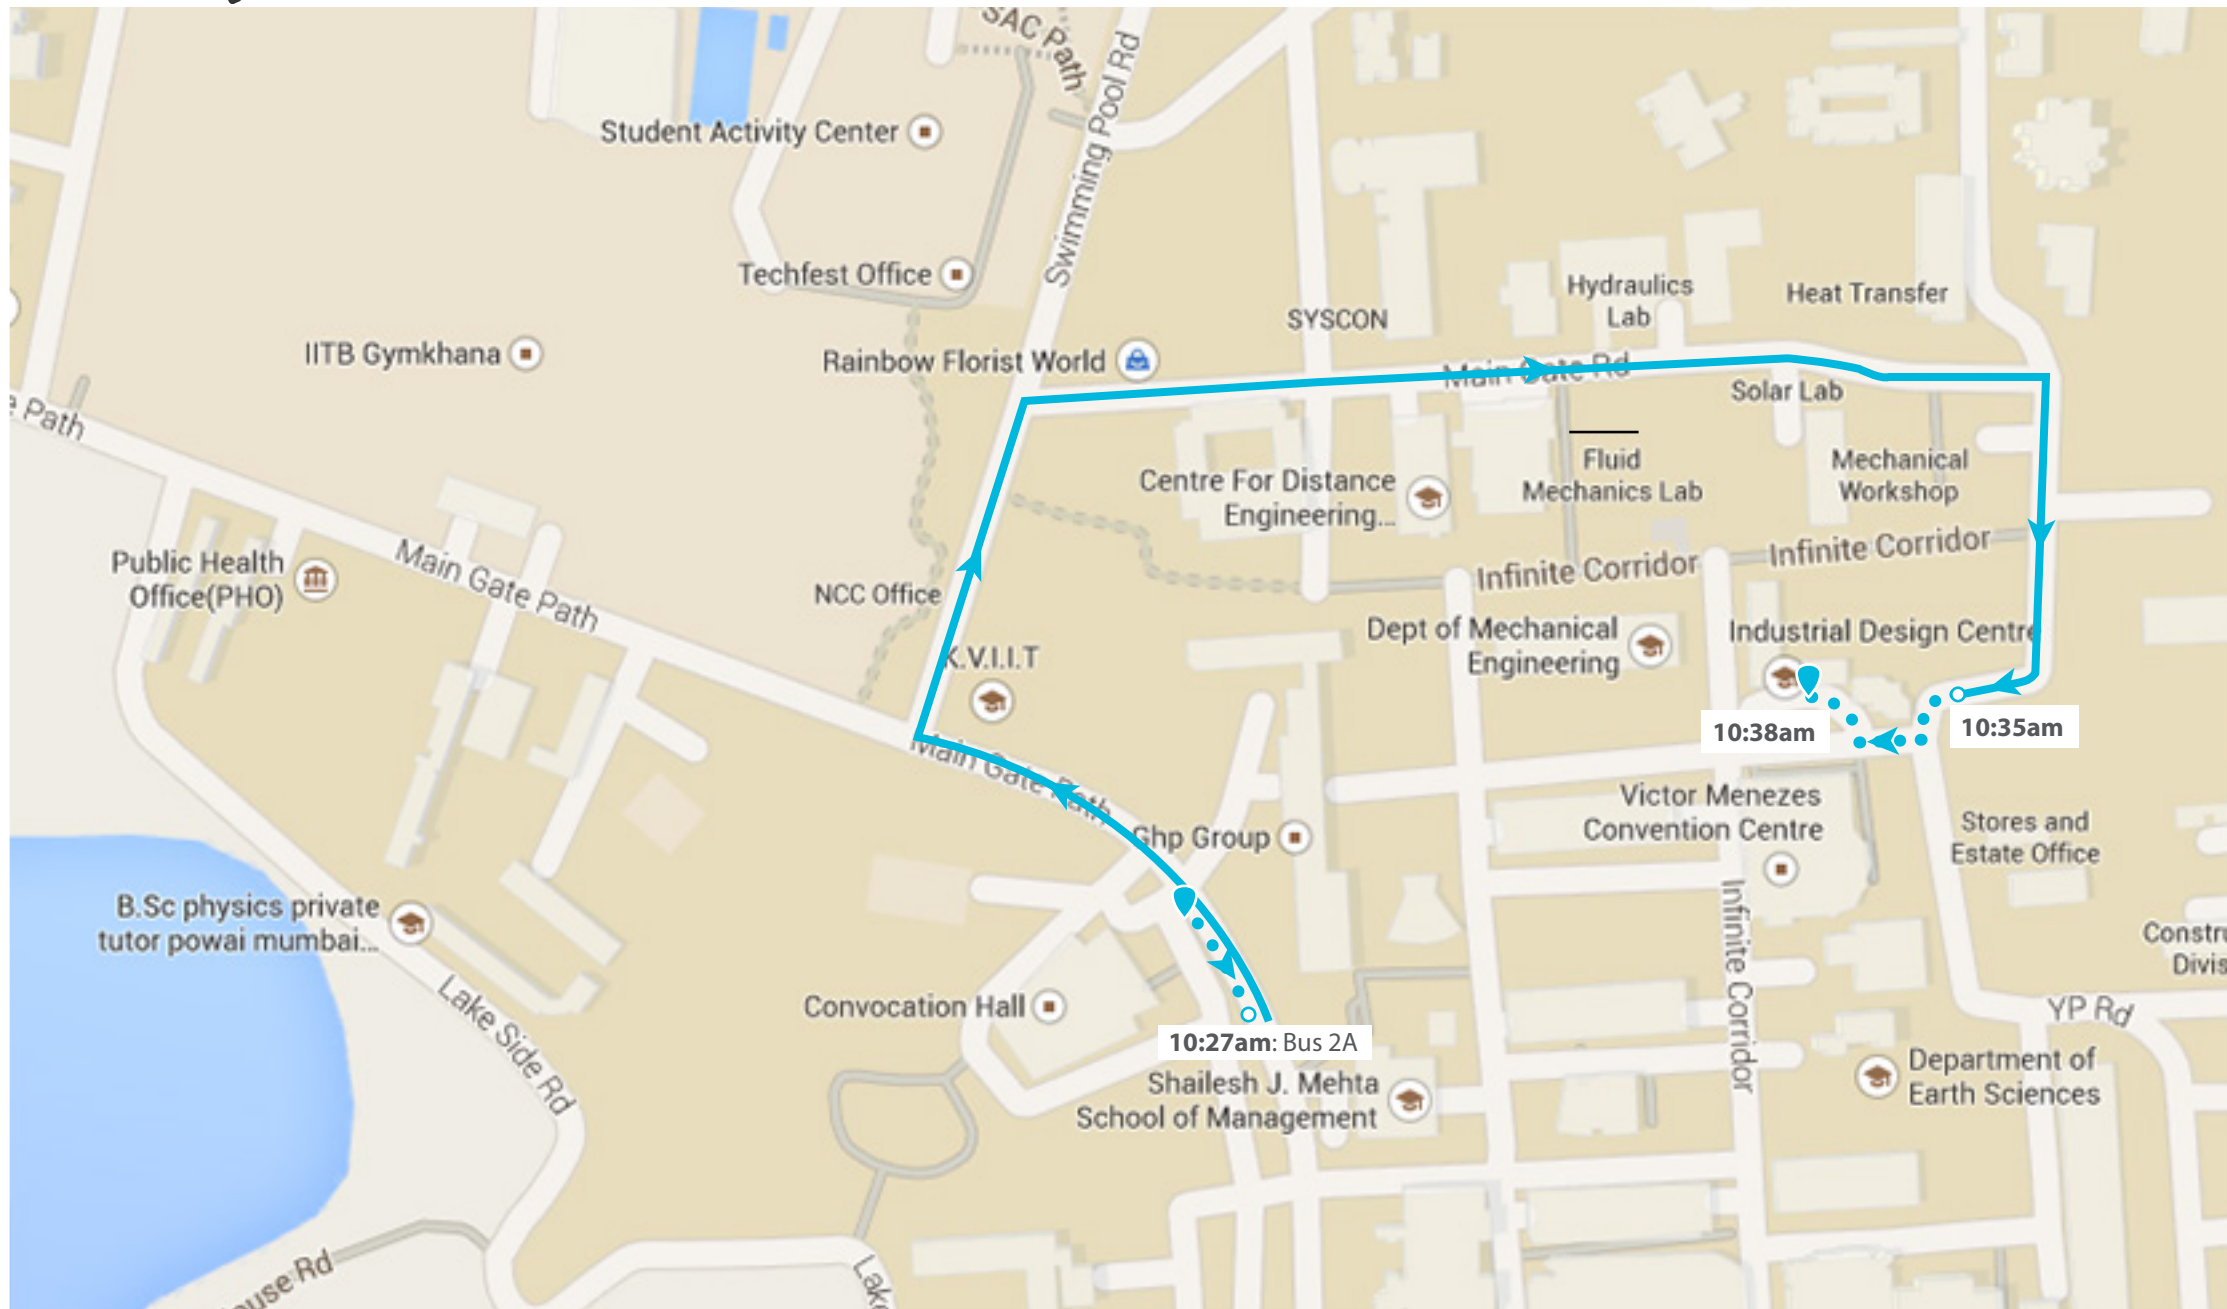 SAC Path
Swimming Pool Rd
Student Activity Center
Techfest Office
Hydraulics
Lab
Heat Transfer
SYSCON
IITB Gymkhana
Rainbow Florist World
Main Gate Rd
Solar Lab
Path
Centre For Distance
Engineering...
Fluid
Mechanics Lab
Mechanical
Workshop
Infinite Corridor
Infinite Corridor
Public Health
Office(PHO)
Main Gate Path
NCC Office
K.V.I.I.T
Dept of Mechanical
Engineering
Industrial Design Centre
10:38am
10:35am
Main Gate Path
Ghp Group
Victor Menezes
Convention Centre
Stores and
Estate Office
B.Sc physics private
tutor powai mumbai...
Infinite Corridor
Constru
Divis
Convocation Hall
Lake Side Rd
10:27am: Bus 2A
YP Rd
Shailesh J. Mehta
School of Management
Department of
Earth Sciences
ouse Rd
Lake